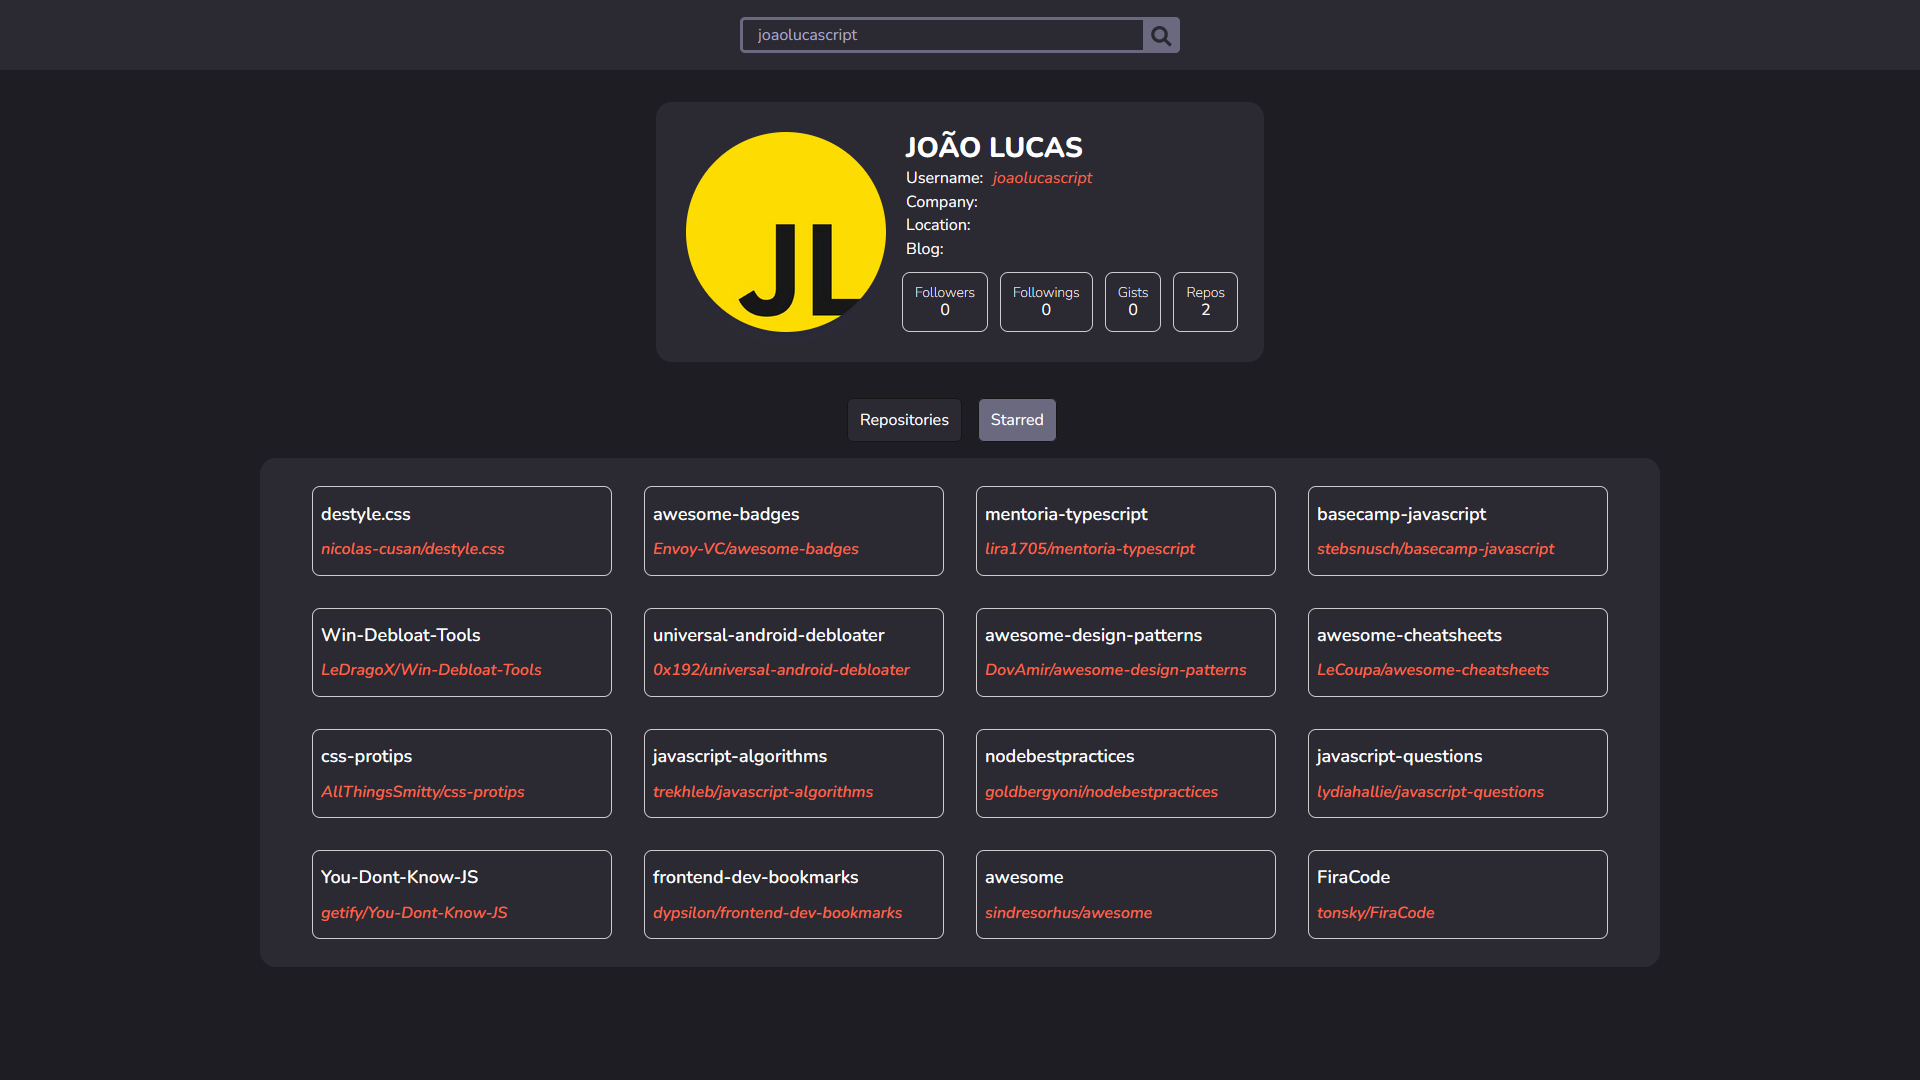 joaolucascript
JL
JOÃO LUCAS
Username: joaolucascript
Company:
Location:
Blog:
Followers Followings Gists Repos
0 0 0 2
Repositories Starred
destyle.css awesome-badges mentoria-typescript basecamp-javascript
nicolas-cusan/destyle.css Envoy-VC/awesome-badges lira1705/mentoria-typescript stebsnusch/basecamp-javascript
Win-Debloat-Tools universal-android-debloater awesome-design-patterns awesome-cheatsheets
LeDragoX/Win-Debloat-Tools 0x192/universal-android-debloater DovAmir/awesome-design-patterns LeCoupa/awesome-cheatsheets
css-protips javascript-algorithms nodebestpractices javascript-questions
AllThingsSmitty/css-protips trekhleb/javascript-algorithms goldbergyoni/nodebestpractices lydiahallie/javascript-questions
You-Dont-Know-JS frontend-dev-bookmarks awesome FiraCode
getify/You-Dont-Know-JS dypsilon/frontend-dev-bookmarks sindresorhus/awesome tonsky/FiraCode